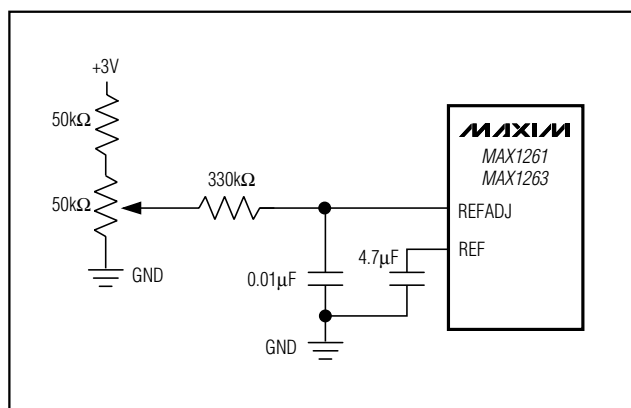 +3V
50kΩ
50kΩ
330kΩ
GND
0.01μF
4.7μF
GND
MAXIM
MAX1261
MAX1263
REFADJ
REF